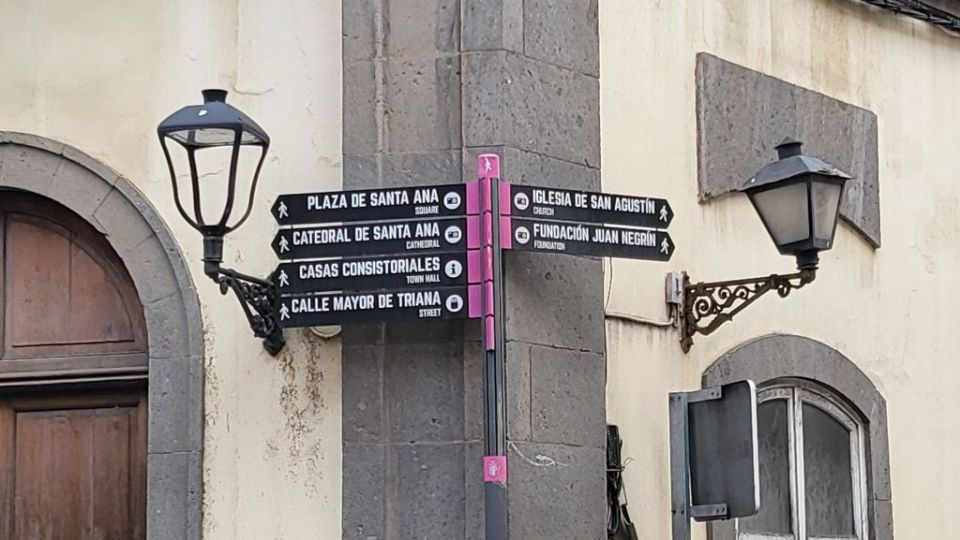 PLAZA DE SANTA ANA
SQUARE
CATEDRAL DE SANTA ANA
CATHEDRAL
CASAS CONSISTORIALES
TOWN HALL
CALLE MAYOR DE TRIANA
STREET
IGLESIA DE SAN AGUSTÍN
CHURCH
FUNDACIÓN JUAN NEGRÍN
FOUNDATION